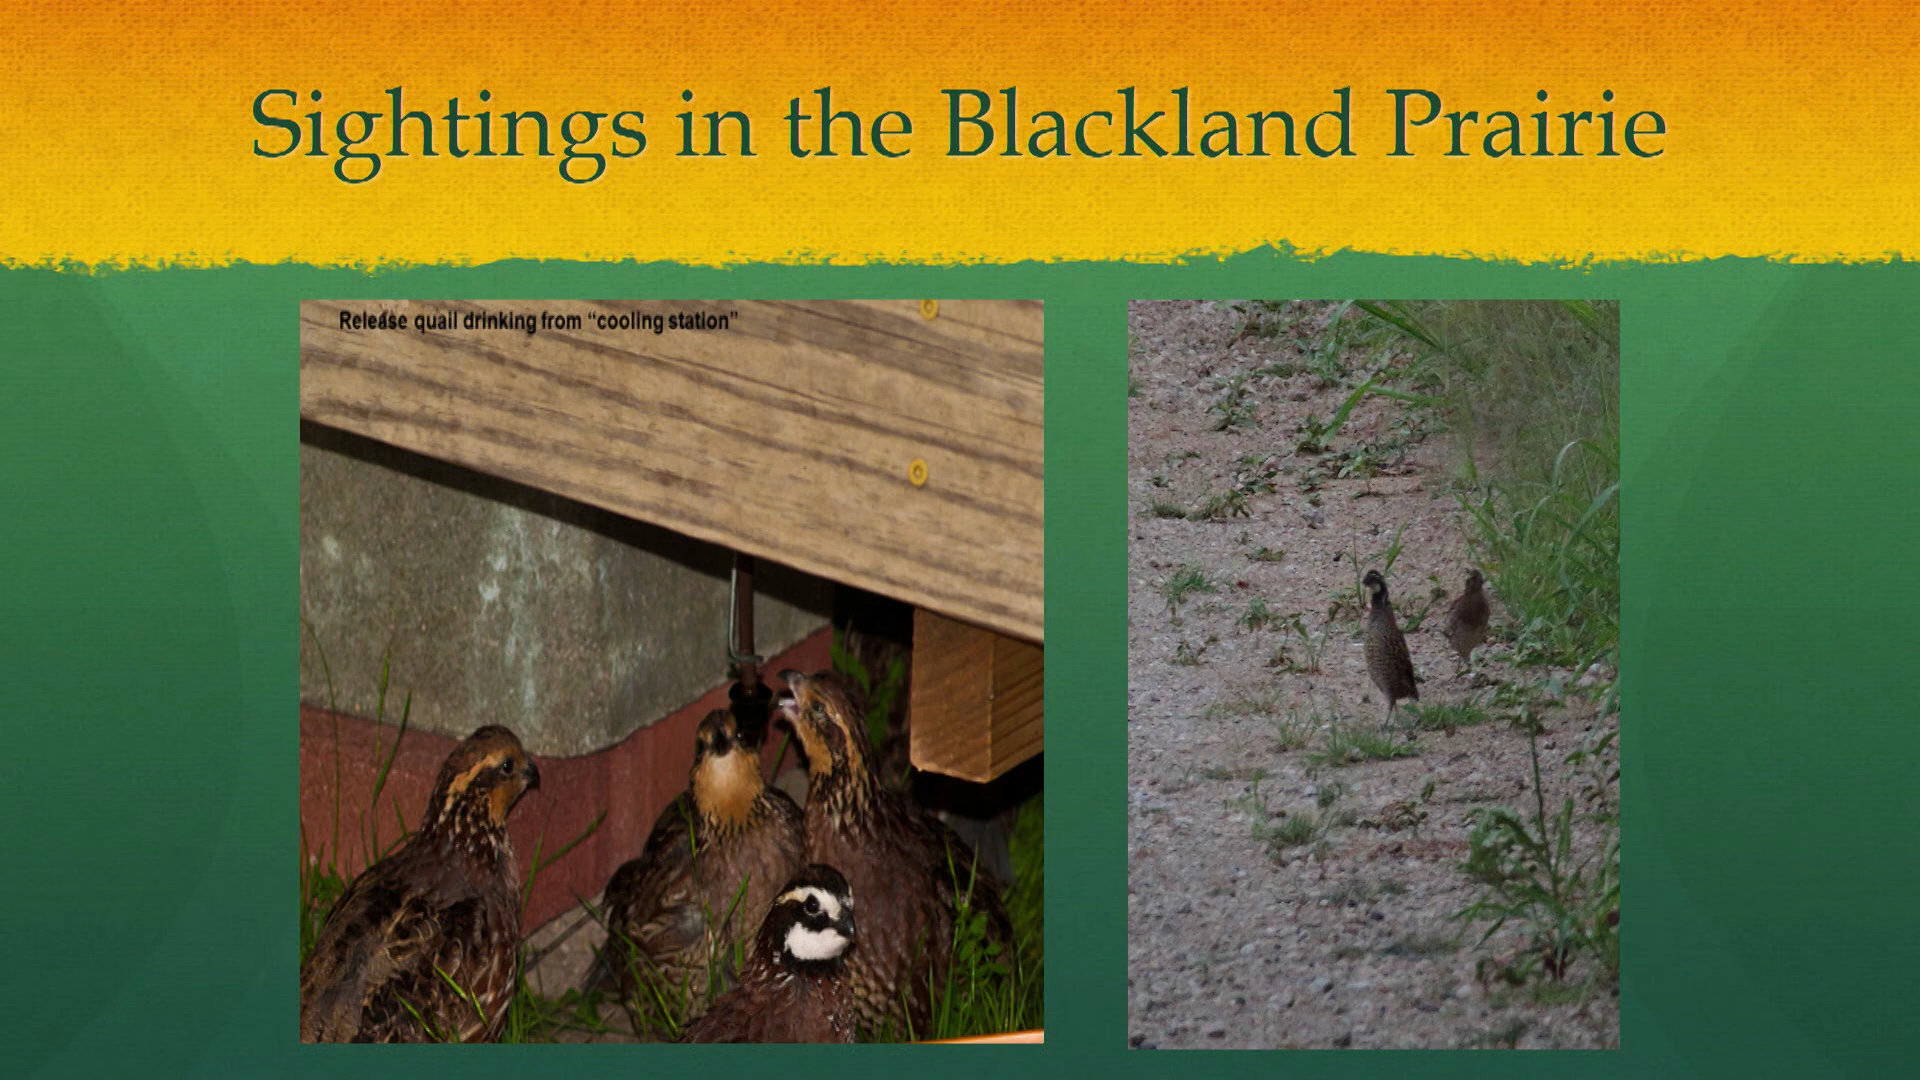 Sightings in the Blackland Prairie
Release quail drinking from “cooling station”